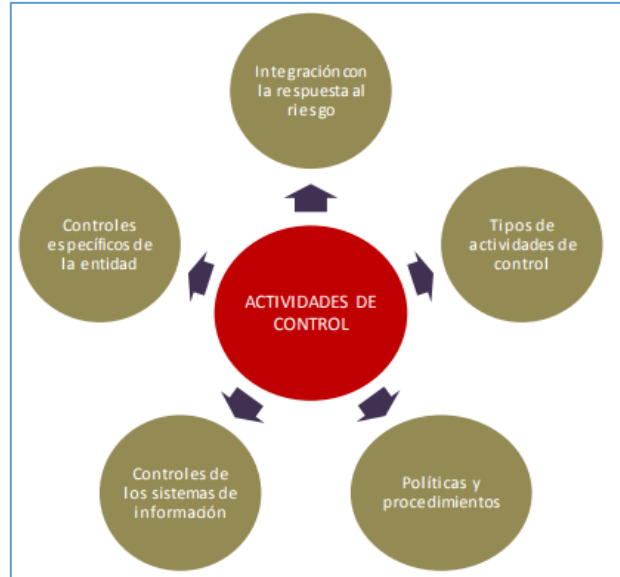 Integración con
la respuesta al
riesgo
Controles
específicos de
la entidad
Tipos de
actividades de
control
ACTIVIDADES DE
CONTROL
Controles de
los sistemas de
información
Políticas y
procedimientos